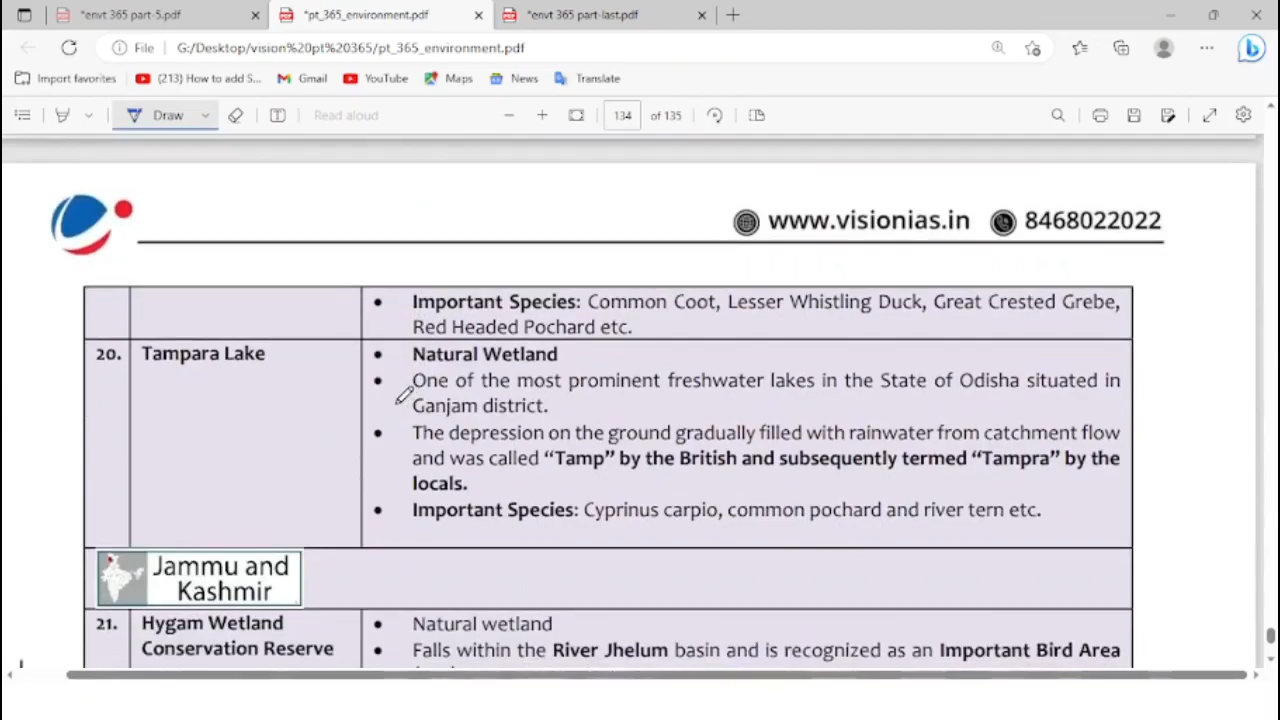 *envt 365 part-5.pdf
*pt_365_environment.pdf
*envt 365 part-last.pdf
File
G:/Desktop/vision%20pt%20365/pt_365_environment.pdf
Import favorites
(213) How to add S...
Gmail
YouTube
Maps
News
Translate
Draw
Read aloud
134
of 135
www.visionias.in
8468022022
• Important Species: Common Coot, Lesser Whistling Duck, Great Crested Grebe,
Red Headed Pochard etc.
20.
Tampara Lake
• Natural Wetland
• One of the most prominent freshwater lakes in the State of Odisha situated in
Ganjam district.
• The depression on the ground gradually filled with rainwater from catchment flow
and was called “Tamp” by the British and subsequently termed “Tampra” by the
locals.
• Important Species: Cyprinus carpio, common pochard and river tern etc.
Jammu and
Kashmir
21.
Hygam Wetland
Conservation Reserve
• Natural wetland
• Falls within the River Jhelum basin and is recognized as an Important Bird Area